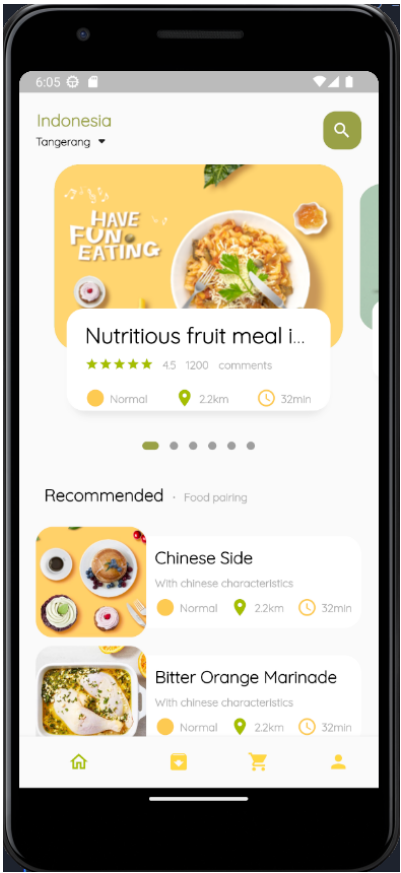 6:05
Indonesia
Tangerang
HAVE
FUN
EATING
Nutritious fruit meal i...
4.5 1200 comments
Normal 2.2km 32min
Recommended · Food pairing
Chinese Side
With chinese characteristics
Normal 2.2km 32min
Bitter Orange Marinade
With chinese characteristics
Normal 2.2km 32min